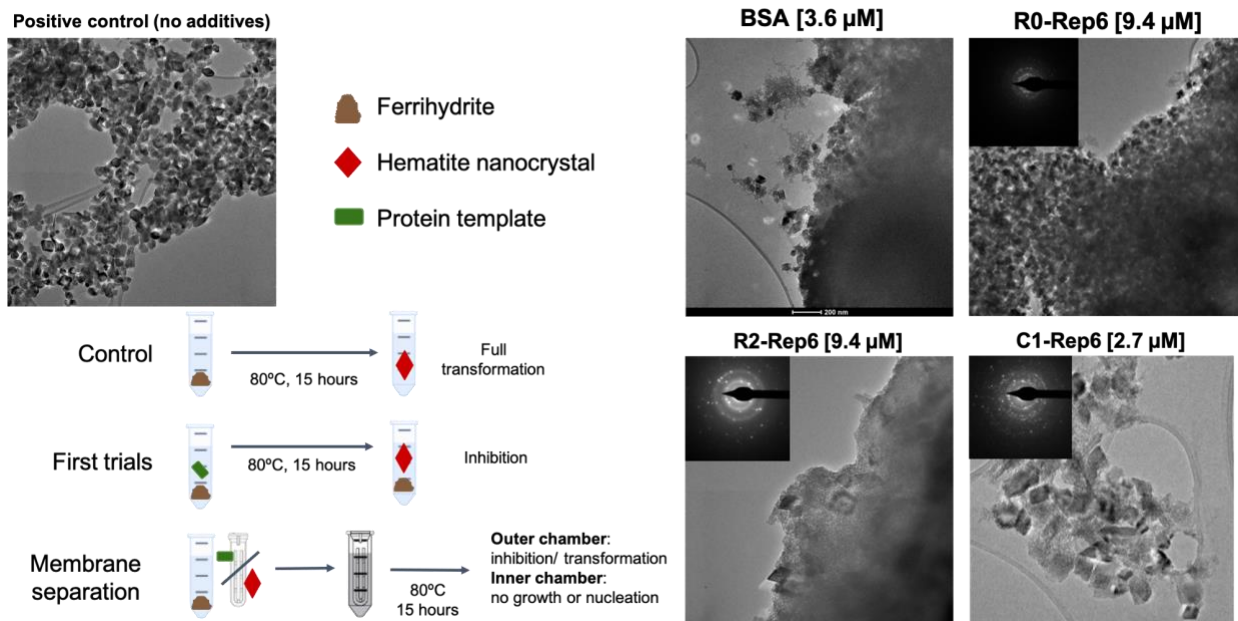 Positive control (no additives)
Ferrihydrite
Hematite nanocrystal
Protein template
Control
80ºC, 15 hours
Full
transformation
First trials
80ºC, 15 hours
Inhibition
Membrane
separation
80ºC
15 hours
Outer chamber:
inhibition/ transformation
Inner chamber:
no growth or nucleation
BSA [3.6 µM]
200 nm
R0-Rep6 [9.4 µM]
R2-Rep6 [9.4 µM]
C1-Rep6 [2.7 µM]